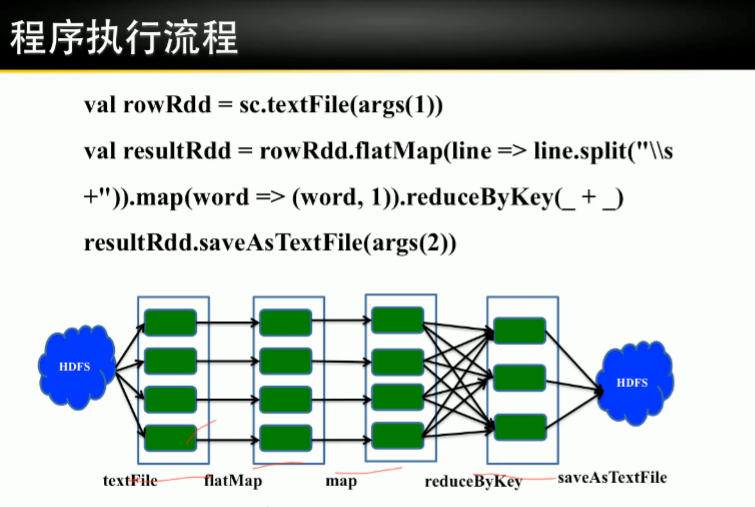 程序执行流程
val rowRdd = sc.textFile(args(1))
val resultRdd = rowRdd.flatMap(line => line.split("\\s
+")).map(word => (word, 1)).reduceByKey(_ + _)
resultRdd.saveAsTextFile(args(2))
HDFS
HDFS
textFile
flatMap
map
reduceByKey
saveAsTextFile